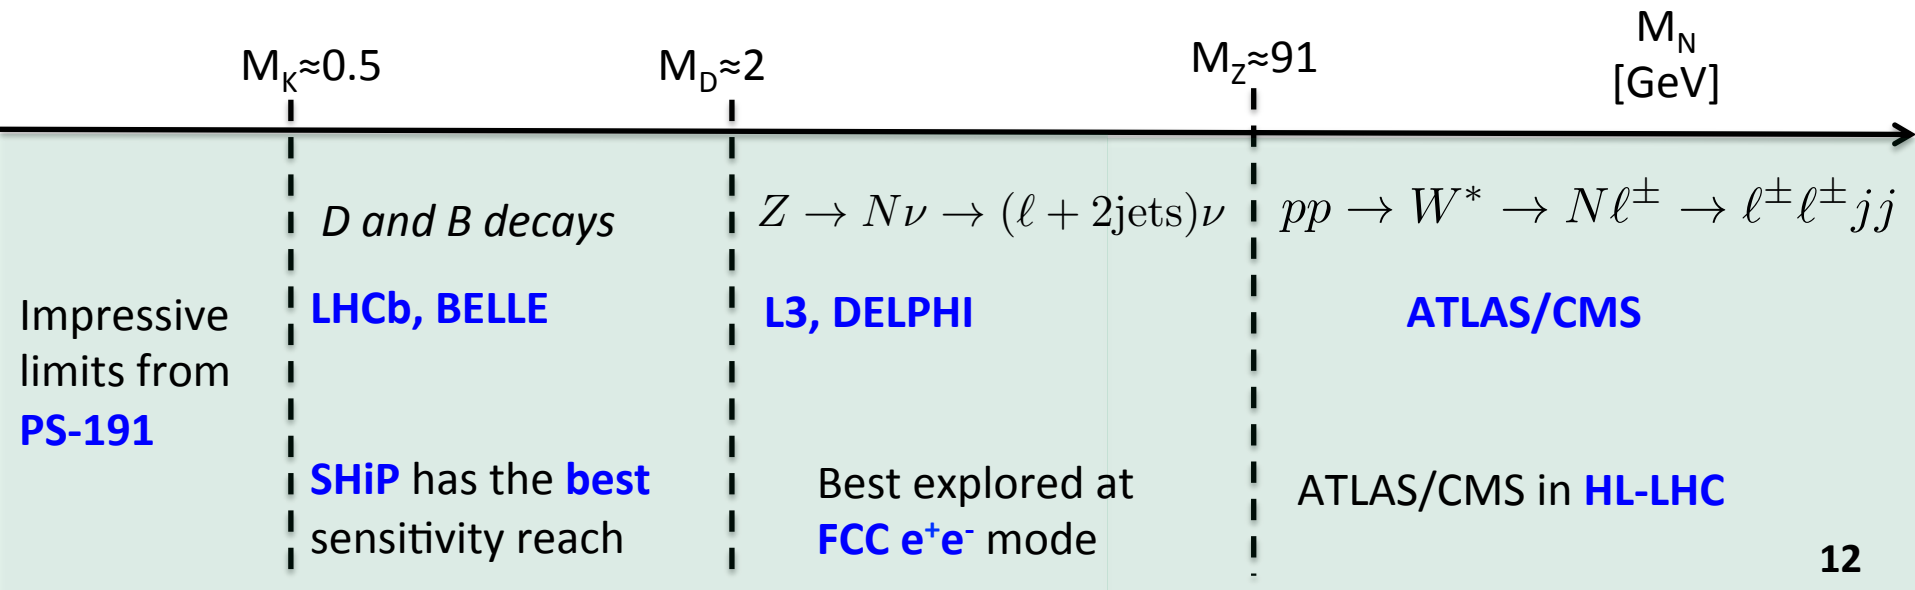 M_K≈0.5
M_D≈2
M_Z≈91
M_N
[GeV]
Impressive
limits from
PS-191
D and B decays
LHCb, BELLE
SHiP has the best
sensitivity reach
Z → Nν → (ℓ + 2jets)ν
L3, DELPHI
Best explored at
FCC e⁺e⁻ mode
pp → W* → Nℓ± → ℓ±ℓ±jj
ATLAS/CMS
ATLAS/CMS in HL-LHC
12